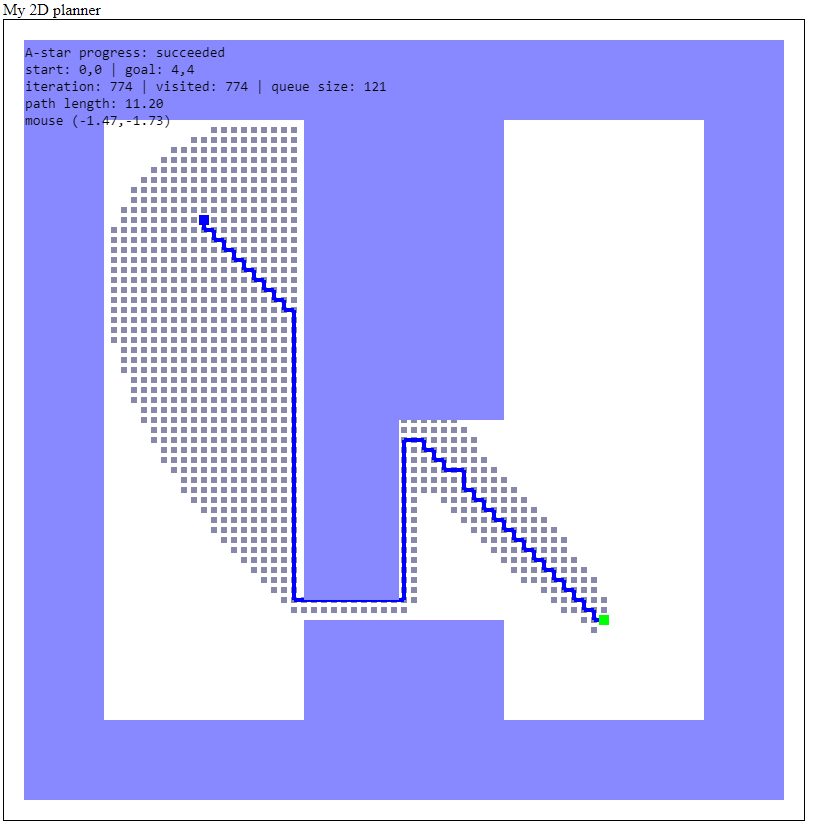 My 2D planner
A-star progress: succeeded
start: 0,0 | goal: 4,4
iteration: 774 | visited: 774 | queue size: 121
path length: 11.20
mouse (-1.47,-1.73)